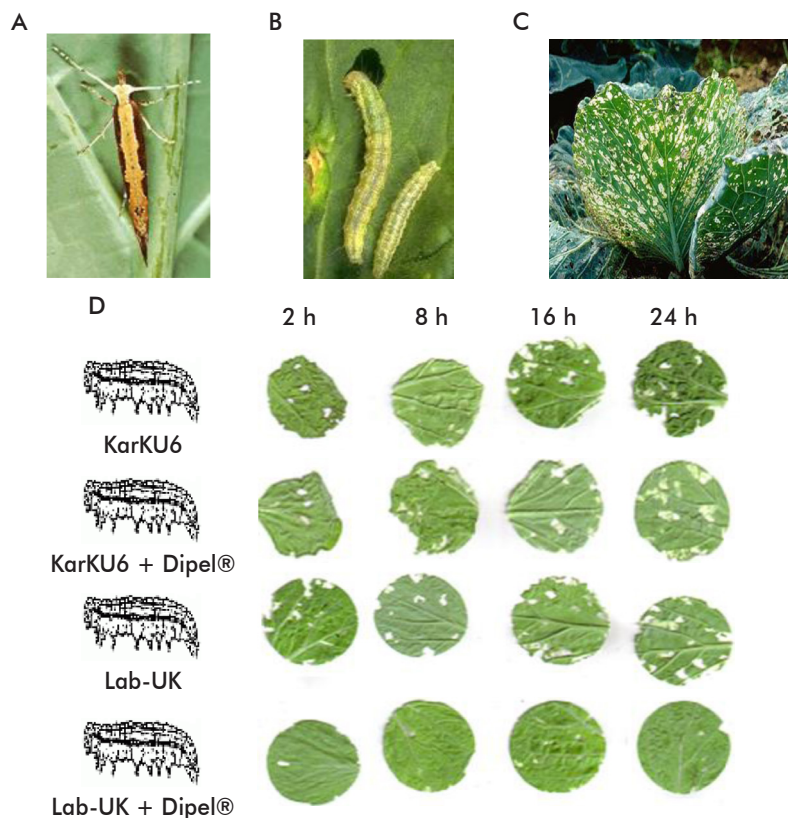 A
B
C
D
2 h
8 h
16 h
24 h
KarKU6
KarKU6 + Dipel®
Lab-UK
Lab-UK + Dipel®